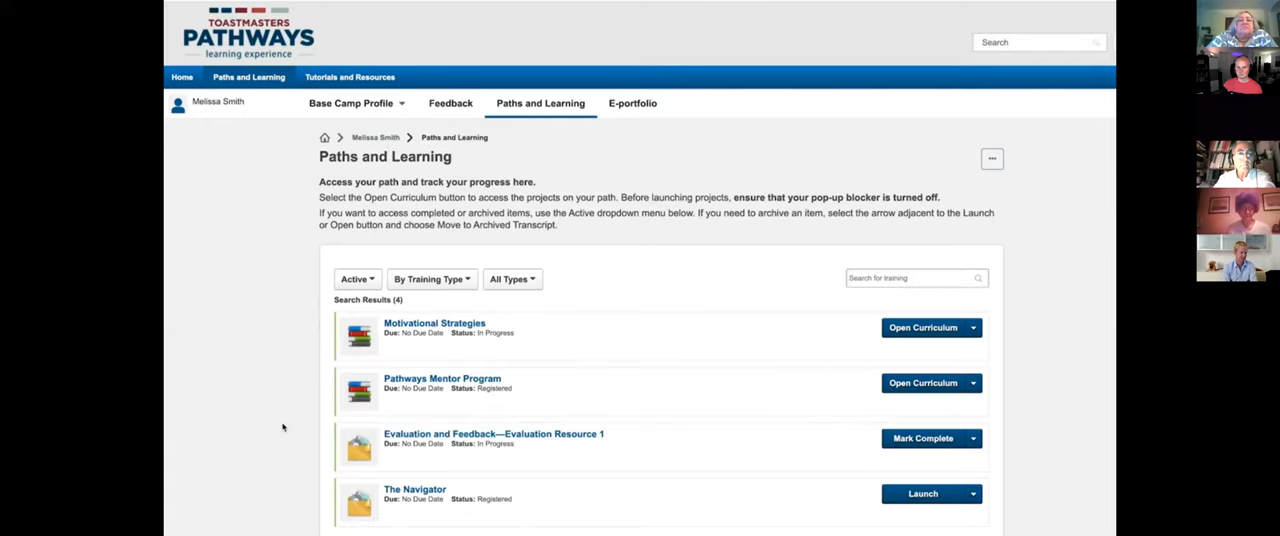 TOASTMASTERS
PATHWAYS
learning experience
Search
Home Paths and Learning Tutorials and Resources
Melissa Smith
Base Camp Profile Feedback Paths and Learning E-portfolio
Melissa Smith Paths and Learning
Paths and Learning
...
Access your path and track your progress here.
Select the Open Curriculum button to access the projects on your path. Before launching projects, ensure that your pop-up blocker is turned off.
If you want to access completed or archived items, use the Active dropdown menu below. If you need to archive an item, select the arrow adjacent to the Launch
or Open button and choose Move to Archived Transcript.
Active By Training Type All Types Search for training
Search Results (4)
Motivational Strategies
Due: No Due Date Status: In Progress
Open Curriculum
Pathways Mentor Program
Due: No Due Date Status: Registered
Open Curriculum
Evaluation and Feedback—Evaluation Resource 1
Due: No Due Date Status: In Progress
Mark Complete
The Navigator
Due: No Due Date Status: Registered
Launch